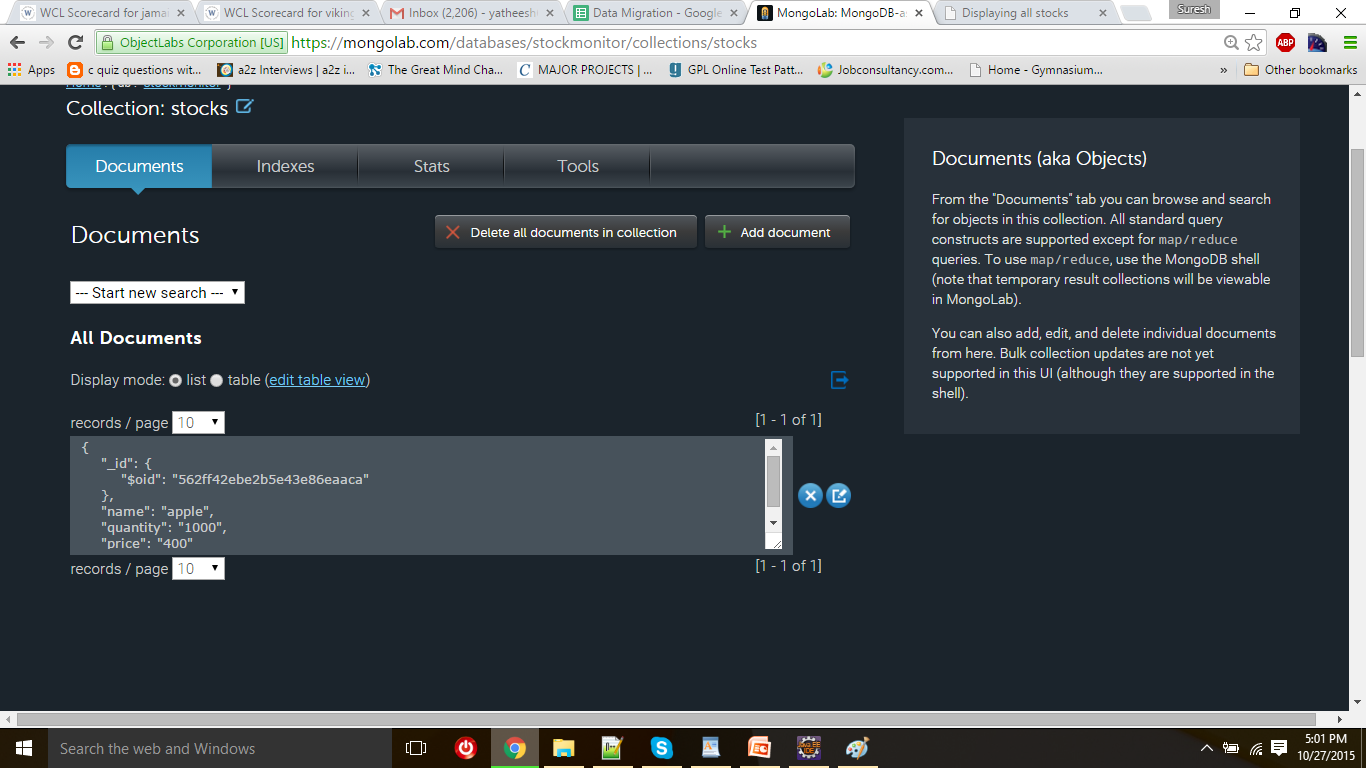 WCL Scorecard for jama
WCL Scorecard for viking
Inbox (2,206) - yatheesh
Data Migration - Google
MongoLab: MongoDB-a
Displaying all stocks
Suresh
ObjectLabs Corporation [US] https://mongolab.com/databases/stockmonitor/collections/stocks
ABP
Apps
c quiz questions wit...
a2z Interviews | a2z i...
The Great Mind Cha...
MAJOR PROJECTS | ...
GPL Online Test Patt...
Jobconsultancy.com...
Home - Gymnasium...
»
Other bookmarks
Collection: stocks
Documents
Indexes
Stats
Tools
Documents
Delete all documents in collection
Add document
--- Start new search ---
All Documents
Display mode: list table (edit table view)
records / page 10
[1 - 1 of 1]
{
"_id": {
"$oid": "562ff42ebe2b5e43e86eaaca"
},
"name": "apple",
"quantity": "1000",
"price": "400"
records / page 10
[1 - 1 of 1]
Documents (aka Objects)
From the "Documents" tab you can browse and search
for objects in this collection. All standard query
constructs are supported except for map/reduce
queries. To use map/reduce, use the MongoDB shell
(note that temporary result collections will be viewable
in MongoLab).
You can also add, edit, and delete individual documents
from here. Bulk collection updates are not yet
supported in this UI (although they are supported in the
shell).
Search the web and Windows
5:01 PM
10/27/2015